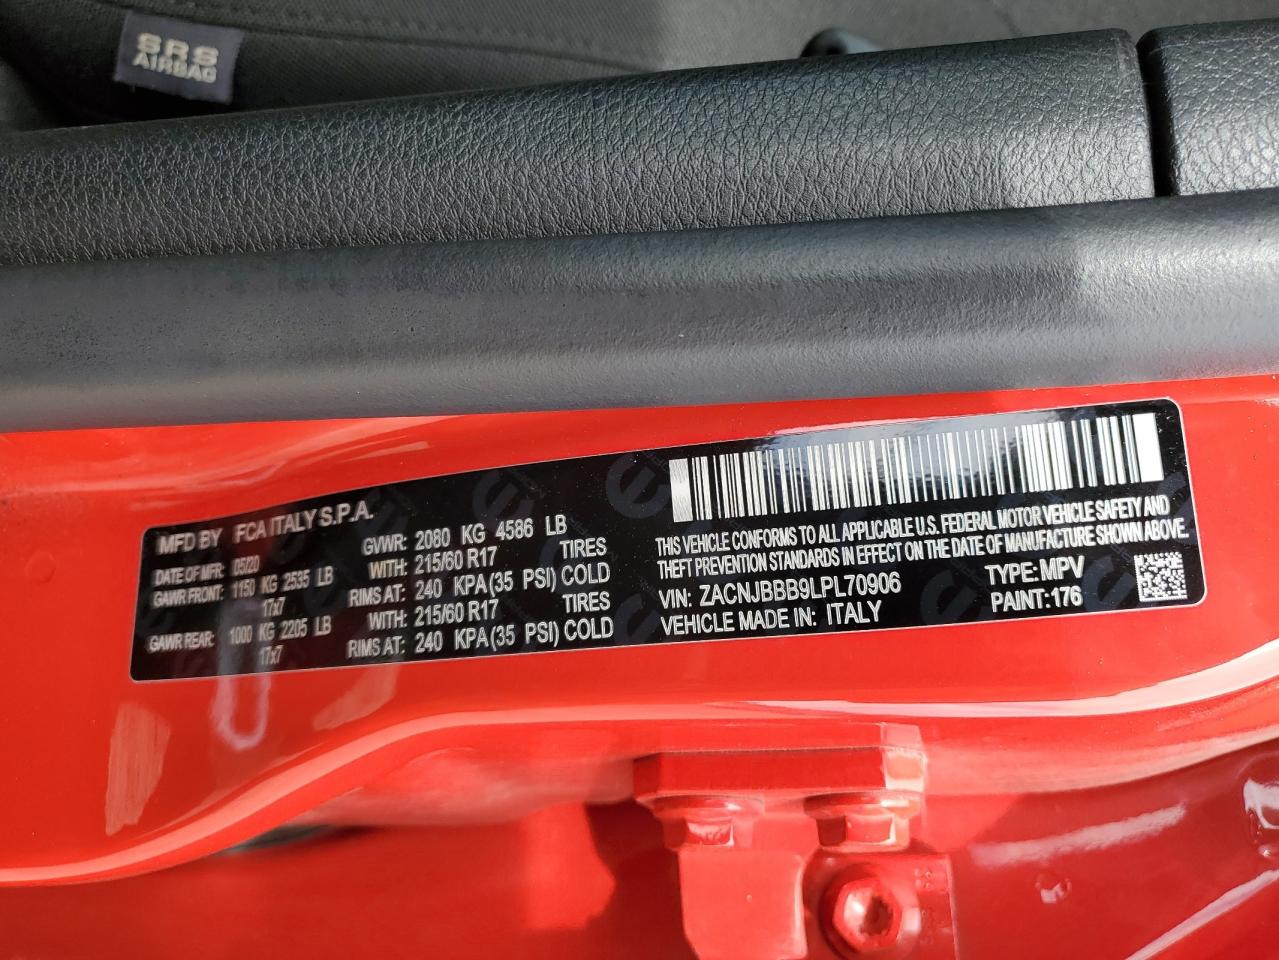 SRS
AIRBAG
MFD BY FCA ITALY S.P.A.
DATE OF MFR: 05/20 GVWR: 2080 KG 4586 LB
GAWR FRONT: 1150 KG 2535 LB WITH: 215/60 R17 TIRES
17x7 RIMS AT: 240 KPA(35 PSI) COLD
GAWR REAR: 1000 KG 2205 LB WITH: 215/60 R17 TIRES
17x7 RIMS AT: 240 KPA(35 PSI) COLD
THIS VEHICLE CONFORMS TO ALL APPLICABLE U.S. FEDERAL MOTOR VEHICLE SAFETY AND
THEFT PREVENTION STANDARDS IN EFFECT ON THE DATE OF MANUFACTURE SHOWN ABOVE.
VIN: ZACNJBBB9LPL70906 TYPE: MPV
VEHICLE MADE IN: ITALY PAINT: 176